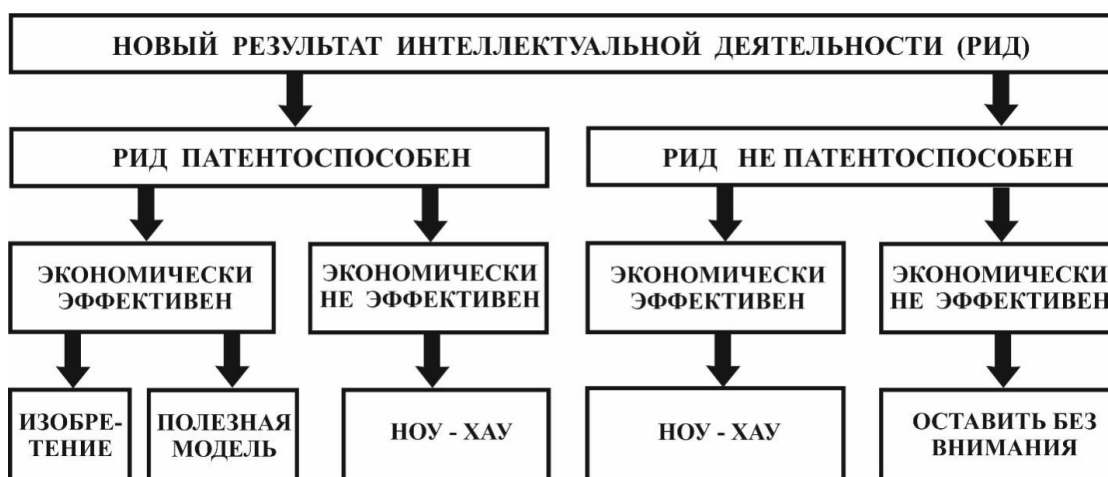 НОВЫЙ РЕЗУЛЬТАТ ИНТЕЛЛЕКТУАЛЬНОЙ ДЕЯТЕЛЬНОСТИ (РИД)
РИД ПАТЕНТОСПОСОБЕН
РИД НЕ ПАТЕНТОСПОСОБЕН
ЭКОНОМИЧЕСКИ
ЭФФЕКТИВЕН
ЭКОНОМИЧЕСКИ
НЕ ЭФФЕКТИВЕН
ЭКОНОМИЧЕСКИ
ЭФФЕКТИВЕН
ЭКОНОМИЧЕСКИ
НЕ ЭФФЕКТИВЕН
ИЗОБРЕ-
ТЕНИЕ
ПОЛЕЗНАЯ
МОДЕЛЬ
НОУ - ХАУ
НОУ - ХАУ
ОСТАВИТЬ БЕЗ
ВНИМАНИЯ